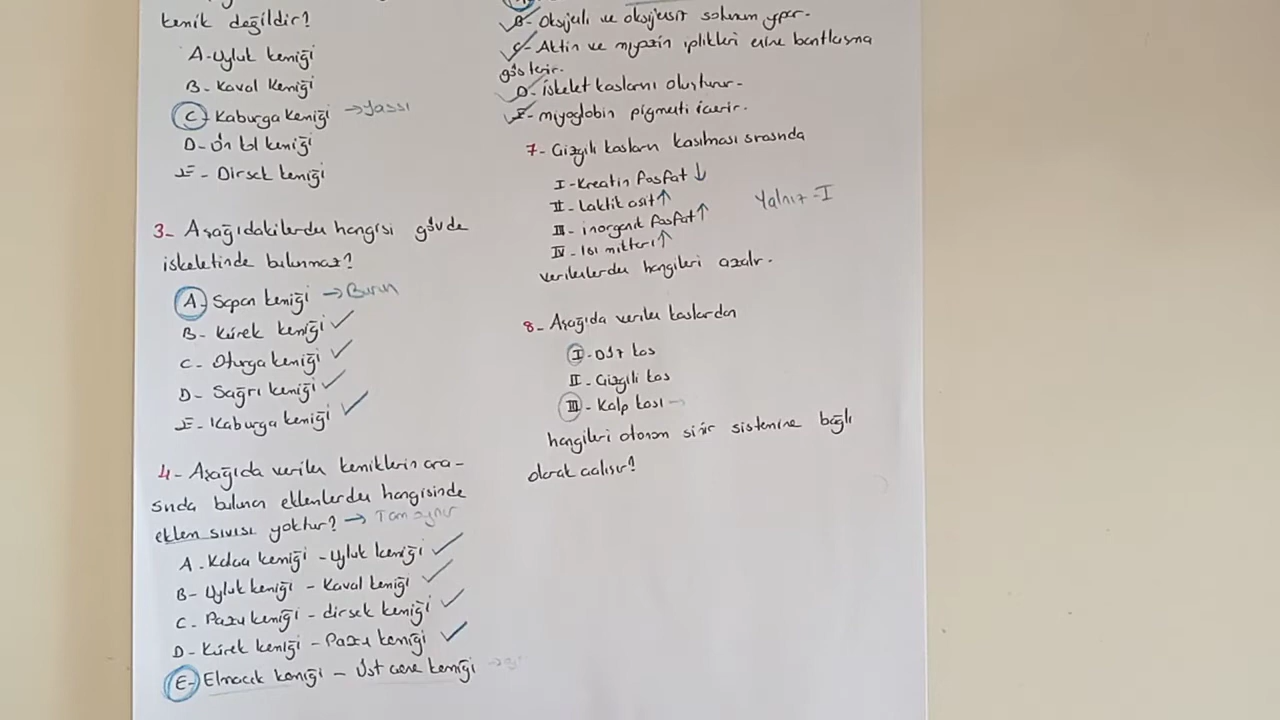 kemik değildir?
A-Uyluk kemiği
B- Kaval kemiği
C- Kaburga kemiği → Yassı
D- Ön kol kemiği
E- Dirsek kemiği
3- Aşağıdakilerden hangisi gövde
iskeletinde bulunmaz?
A- Sapan kemiği → Burun
B- Kürek kemiği ✓
C- Oturga kemiği ✓
D- Sağrı kemiği ✓
E- Kaburga kemiği ✓
4- Aşağıda verilen kemiklerin ara-
sında bulunan eklemlerden hangisinde
eklem sıvısı yoktur? → Tam oynar
A- Kalça kemiği - Uyluk kemiği ✓
B- Uyluk kemiği - Kaval kemiği ✓
C- Pazu kemiği - dirsek kemiği ✓
D- Kürek kemiği - Pazu kemiği ✓
E- Elmacık kemiği - Üst çene kemiği →
B- Oksijenli ve oksijensiz solunum yapar.
C- Aktin ve miyozin iplikleri enine bantlaşma
gösterir.
D- İskelet kaslarını oluşturur.
E- miyoglobin pigmenti içerir.
7- Çizgili kasların kasılması sırasında
I- Kreatin fosfat ↓
II- Laktik asit ↑
III- inorganik fosfat ↑
IV- Isı miktarı ↑
Yalnız-I
verilenlerden hangileri azalır.
8- Aşağıda verilen kaslardan
I- Düz kas
II- Çizgili kas
III- Kalp kası
hangileri otonom sinir sistemine bağlı
olarak çalışır?